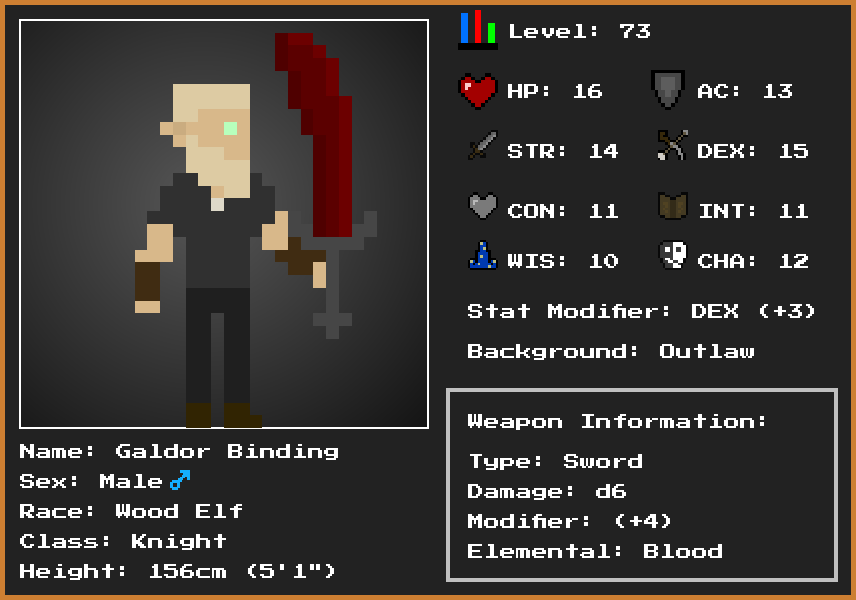 Level: 73
HP: 16
AC: 13
STR: 14
DEX: 15
CON: 11
INT: 11
WIS: 10
CHA: 12
Stat Modifier: DEX (+3)
Background: Outlaw
Weapon Information:
Type: Sword
Damage: d6
Modifier: (+4)
Elemental: Blood
Name: Galdor Binding
Sex: Male♂
Race: Wood Elf
Class: Knight
Height: 156cm (5'1")